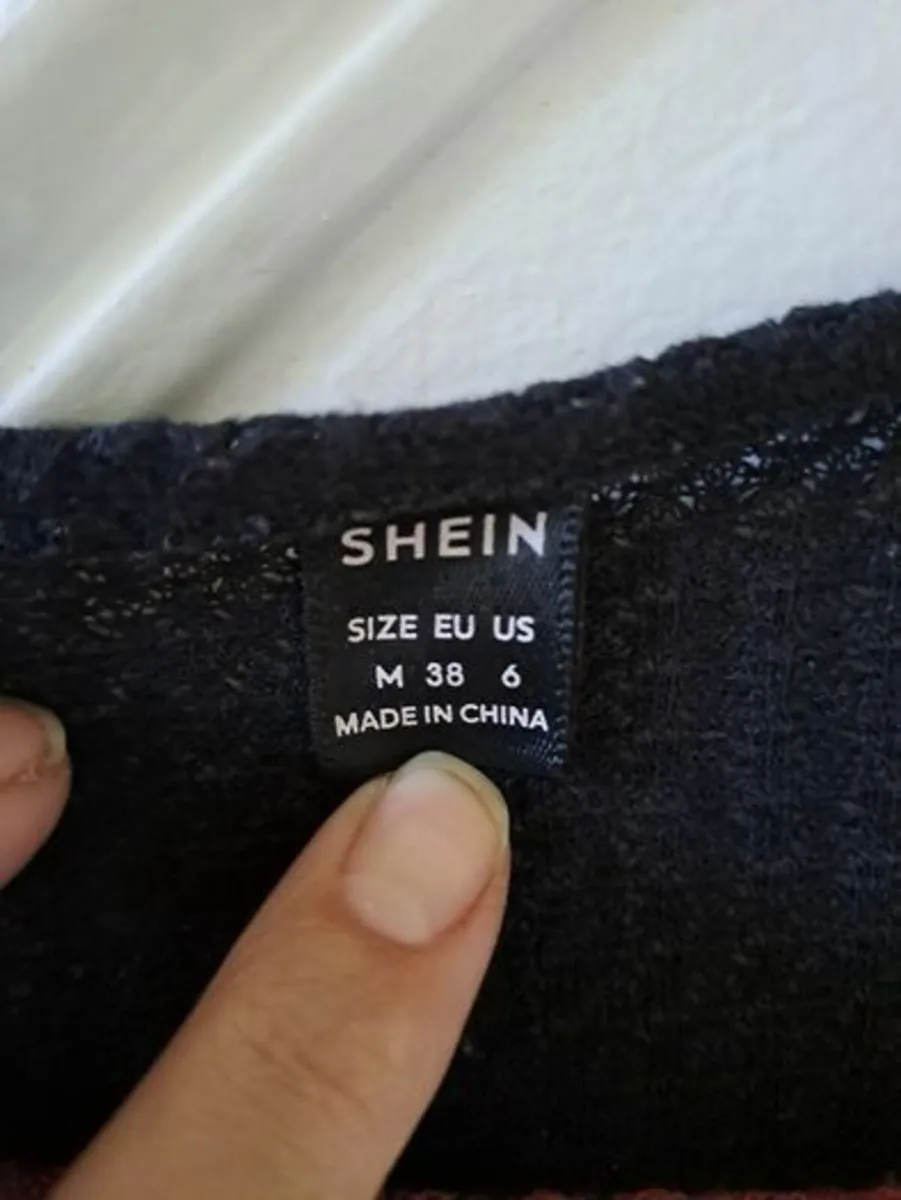 SHEIN
SIZE EU US
M 38 6
MADE IN CHINA